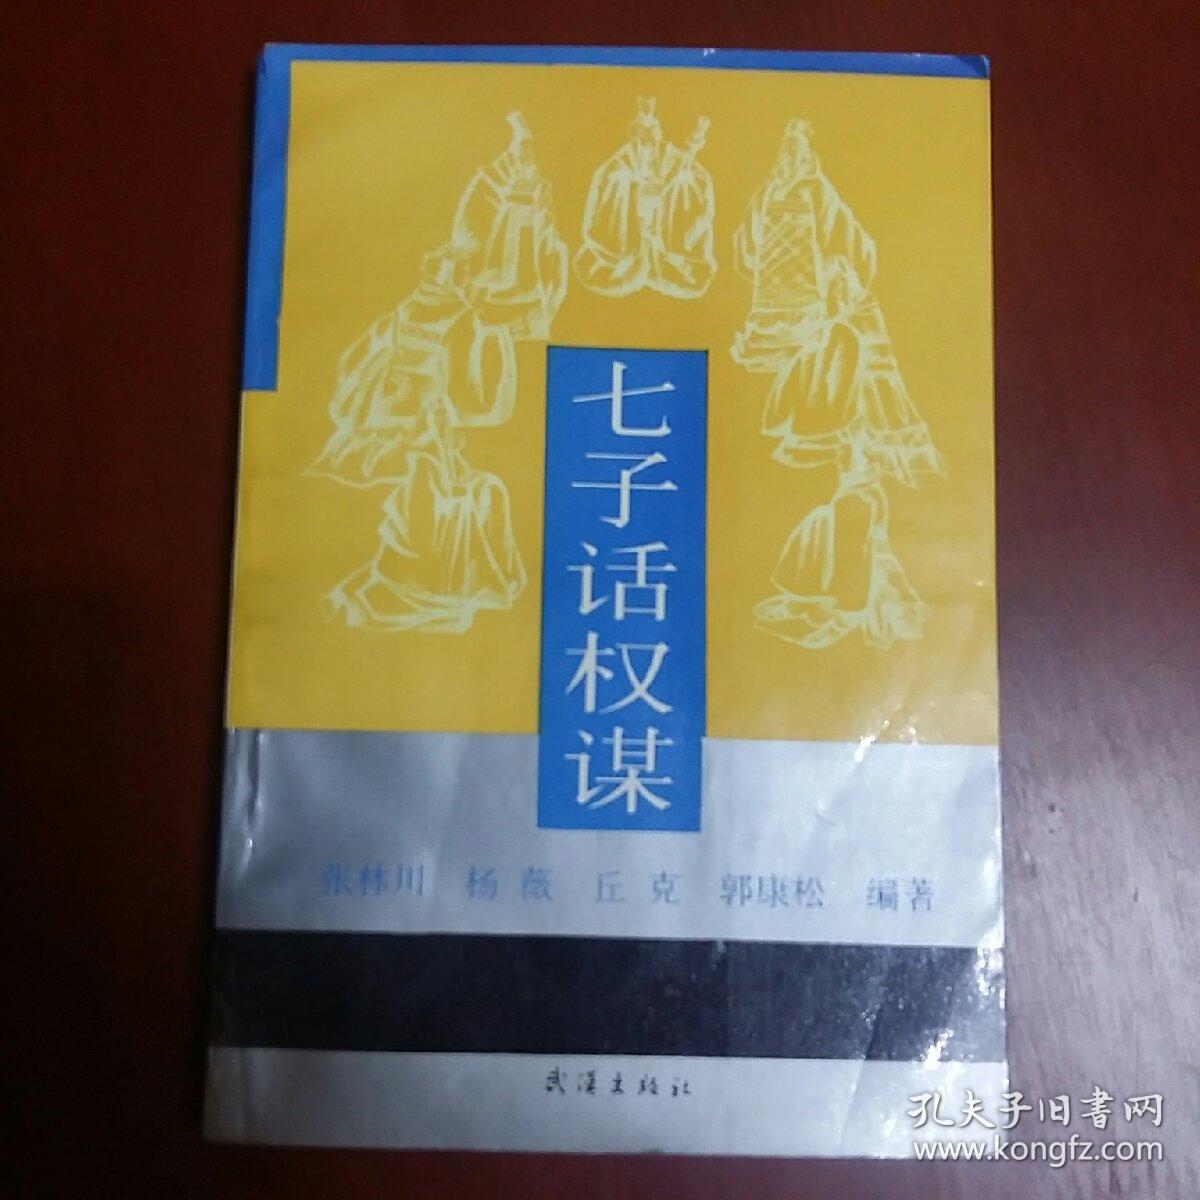 七子话权谋
张林川 杨薇 丘克 郭康松 编著
武汉出版社
孔夫子旧書网
www.kongfz.com